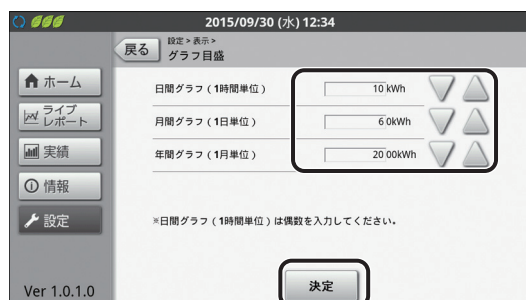 2015/09/30 (水) 12:34
戻る
設定 > 表示 >
グラフ目盛
ホーム
ライブ
レポート
実績
情報
設定
Ver 1.0.1.0
日間グラフ(1時間単位) 10 kWh
月間グラフ(1日単位) 6 0kWh
年間グラフ(1月単位) 20 00kWh
※日間グラフ(1時間単位)は偶数を入力してください。
決定